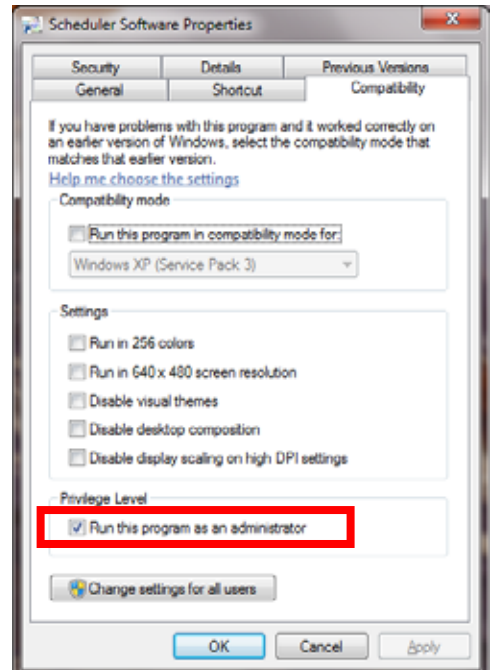 Scheduler Software Properties
Security Details Previous Versions
General Shortcut Compatibility
If you have problems with this program and it worked correctly on
an earlier version of Windows, select the compatibility mode that
matches that earlier version.
Help me choose the settings
Compatibility mode
Run this program in compatibility mode for:
Windows XP (Service Pack 3)
Settings
Run in 256 colors
Run in 640 x 480 screen resolution
Disable visual themes
Disable desktop composition
Disable display scaling on high DPI settings
Privilege Level
Run this program as an administrator
Change settings for all users
OK Cancel Apply